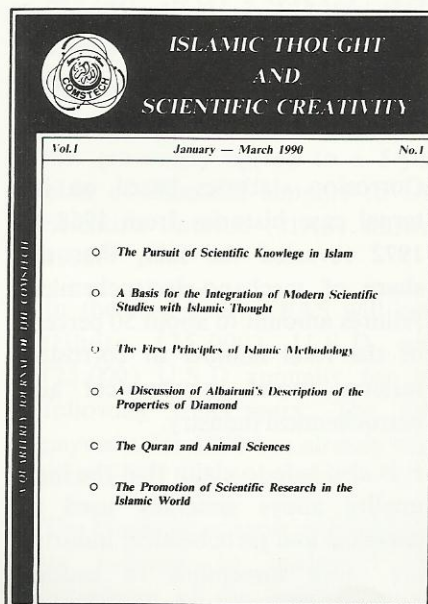 COMSTECH
ISLAMIC THOUGHT
AND
SCIENTIFIC CREATIVITY
Vol.1 January — March 1990 No.1
A QUARTERLY JOURNAL OF THE COMSTECH
The Pursuit of Scientific Knowlege in Islam
A Basis for the Integration of Modern Scientific
Studies with Islamic Thought
The First Principles of Islamic Methodology
A Discussion of Albairuni's Description of the
Properties of Diamond
The Quran and Animal Sciences
The Promotion of Scientific Research in the
Islamic World